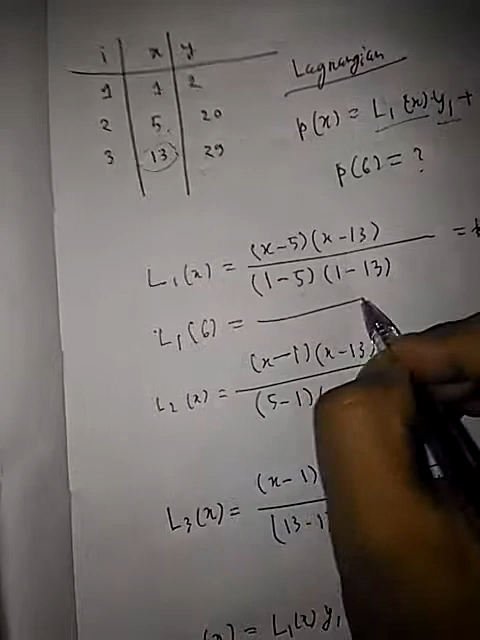 i x y
1 1 2
2 5 20
3 13 29
Lagrangian
p(x) = L₁(x)y₁ +
p(6) = ?
L₁(x) = (x-5)(x-13) / (1-5)(1-13) =
L₁(6) =
L₂(x) = (x-1)(x-13) / (5-1)(
L₃(x) = (x-1) / (13-1
(x) = L₁(x) y₁